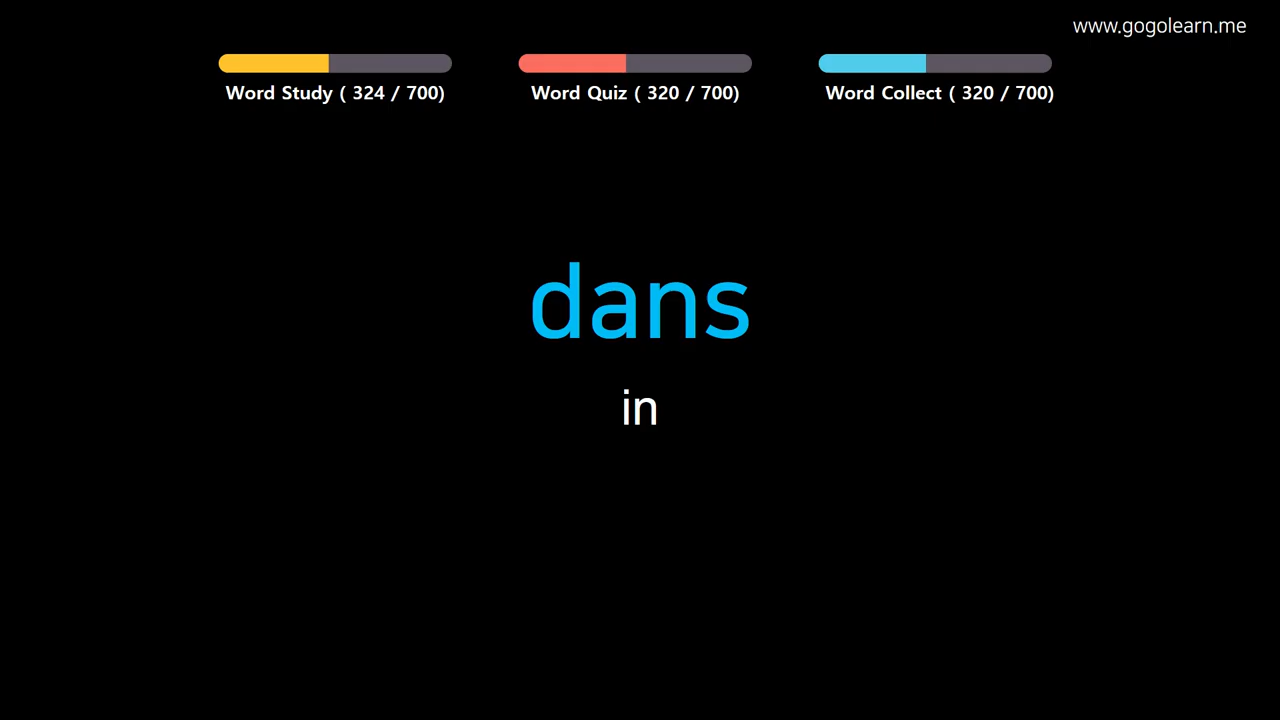 www.gogolearn.me
Word Study ( 324 / 700)
Word Quiz ( 320 / 700)
Word Collect ( 320 / 700)
dans
in